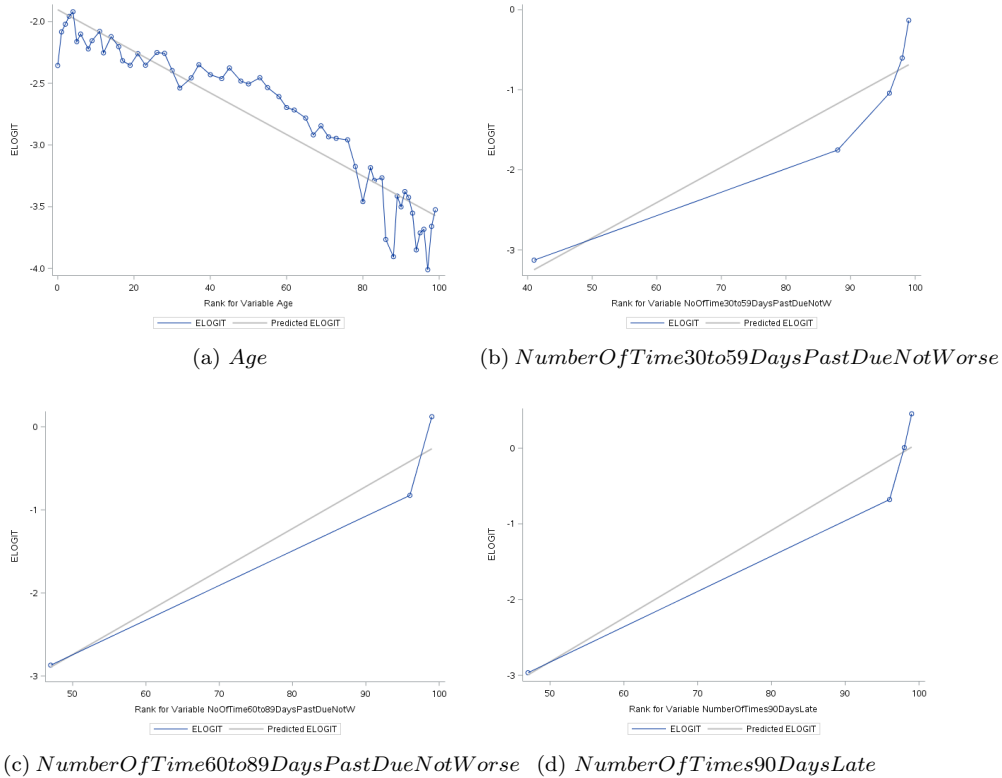 -2.0
-2.5
-3.0
-3.5
-4.0
ELOGIT
0 20 40 60 80 100
Rank for Variable Age
ELOGIT Predicted ELOGIT
(a) Age
0
-1
-2
-3
ELOGIT
40 50 60 70 80 90 100
Rank for Variable NoOfTime30to59DaysPastDueNotW
ELOGIT Predicted ELOGIT
(b) NumberOfTime30to59DaysPastDueNotWorse
0
-1
-2
-3
ELOGIT
50 60 70 80 90 100
Rank for Variable NoOfTime60to89DaysPastDueNotW
ELOGIT Predicted ELOGIT
(c) NumberOfTime60to89DaysPastDueNotWorse
0
-1
-2
-3
ELOGIT
50 60 70 80 90 100
Rank for Variable NumberOfTimes90DaysLate
ELOGIT Predicted ELOGIT
(d) NumberOfTimes90DaysLate